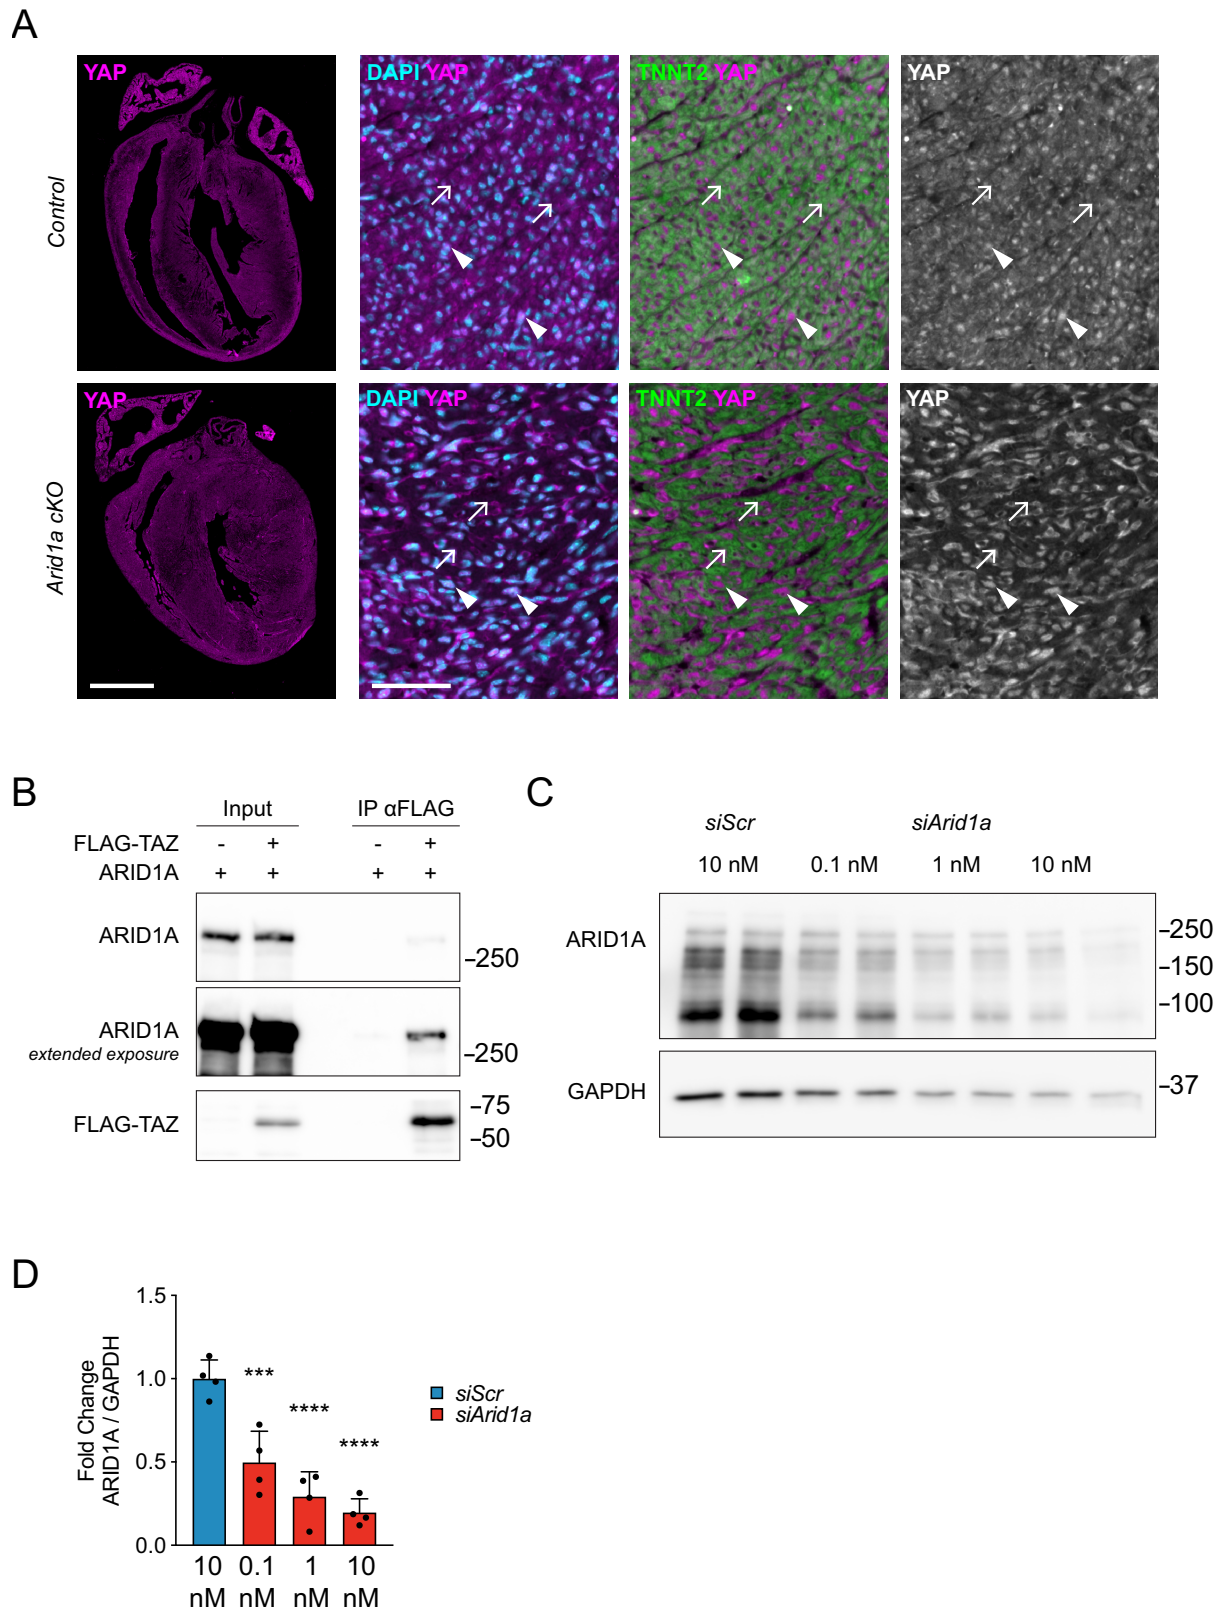 A
YAP
DAPI YAP
TNNT2 YAP
YAP
Control
YAP
DAPI YAP
TNNT2 YAP
YAP
Arid1a cKO
B
Input
IP αFLAG
FLAG-TAZ - + - +
ARID1A + + + +
ARID1A
-250
ARID1A
extended exposure
-250
FLAG-TAZ
-75
-50
C
siScr
siArid1a
10 nM 0.1 nM 1 nM 10 nM
ARID1A
-250
-150
-100
GAPDH
-37
D
Fold Change
ARID1A / GAPDH
1.5
1.0
0.5
0.0
***
****
****
siScr
siArid1a
10 0.1 1 10
nM nM nM nM